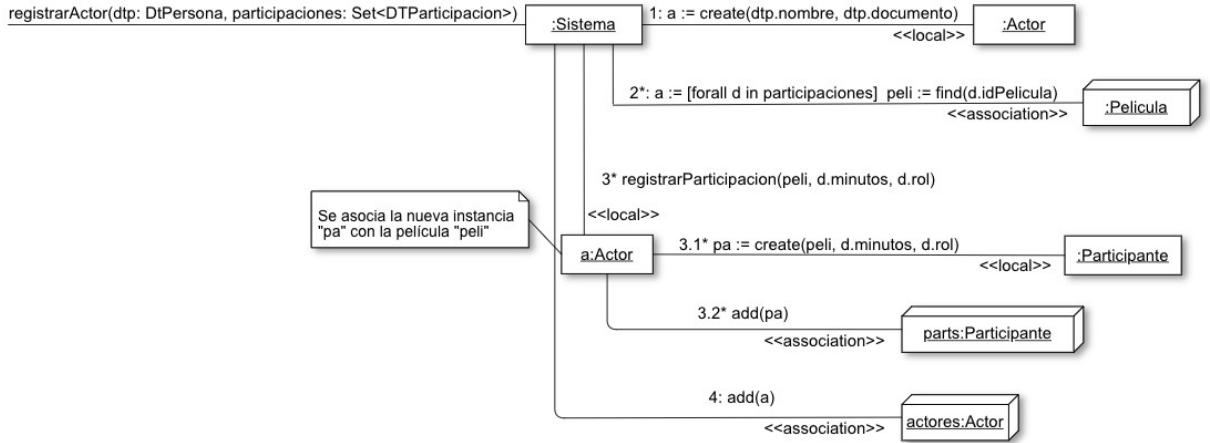 registrarActor(dtp: DtPersona, participaciones: Set<DTParticipacion>)
:Sistema
1: a := create(dtp.nombre, dtp.documento)
<<local>>
:Actor
2*: a := [forall d in participaciones]  peli := find(d.idPelicula)
<<association>>
:Pelicula
3* registrarParticipacion(peli, d.minutos, d.rol)
<<local>>
Se asocia la nueva instancia
"pa" con la película "peli"
a:Actor
3.1* pa := create(peli, d.minutos, d.rol)
<<local>>
:Participante
3.2* add(pa)
<<association>>
parts:Participante
4: add(a)
<<association>>
actores:Actor